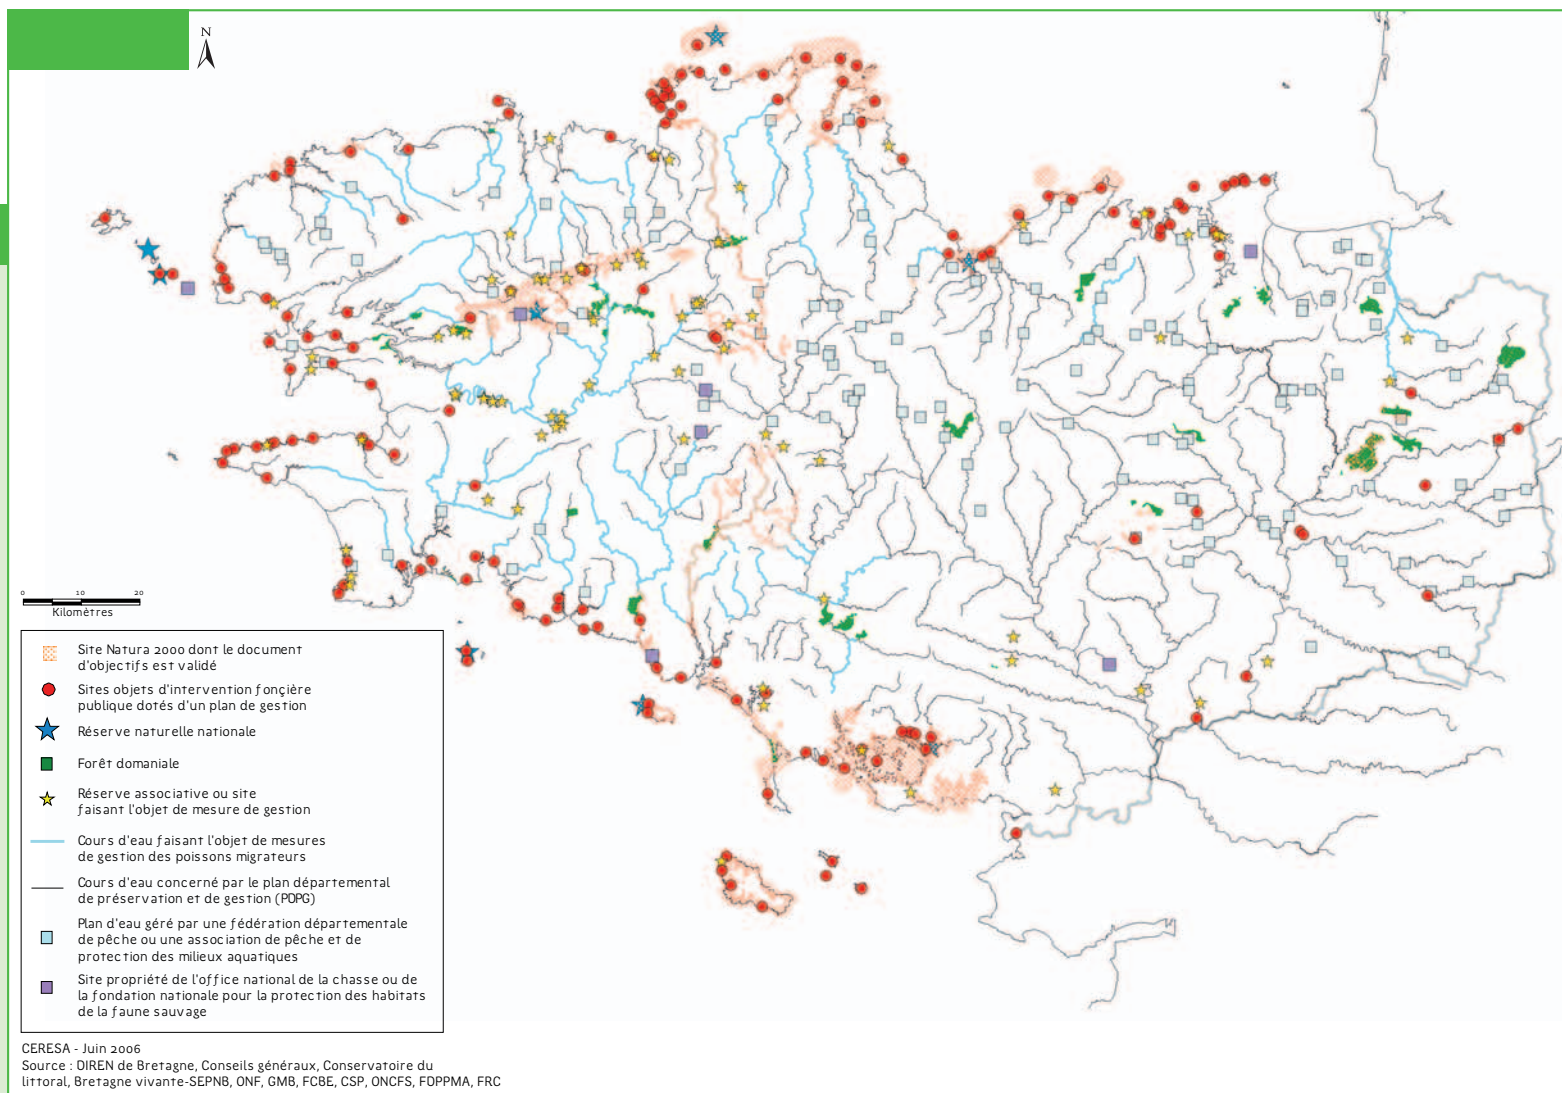 N
0 10 20
Kilomètres
Site Natura 2000 dont le document
d'objectifs est validé
Sites objets d'intervention fonçière
publique dotés d'un plan de gestion
Réserve naturelle nationale
Forêt domaniale
Réserve associative ou site
faisant l'objet de mesure de gestion
Cours d'eau faisant l'objet de mesures
de gestion des poissons migrateurs
Cours d'eau concerné par le plan départemental
de préservation et de gestion (PDPG)
Plan d'eau géré par une fédération départementale
de pêche ou une association de pêche et de
protection des milieux aquatiques
Site propriété de l'office national de la chasse ou de
la fondation nationale pour la protection des habitats
de la faune sauvage
CERESA - Juin 2006
Source : DIREN de Bretagne, Conseils généraux, Conservatoire du
littoral, Bretagne vivante-SEPNB, ONF, GMB, FCBE, CSP, ONCFS, FDPPMA, FRC